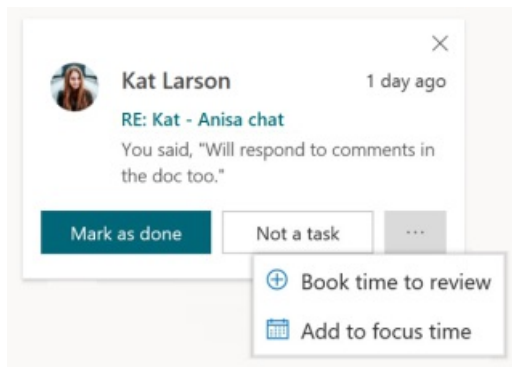 Kat Larson
1 day ago
RE: Kat - Anisa chat
You said, "Will respond to comments in
the doc too."
Mark as done
Not a task
...
Book time to review
Add to focus time